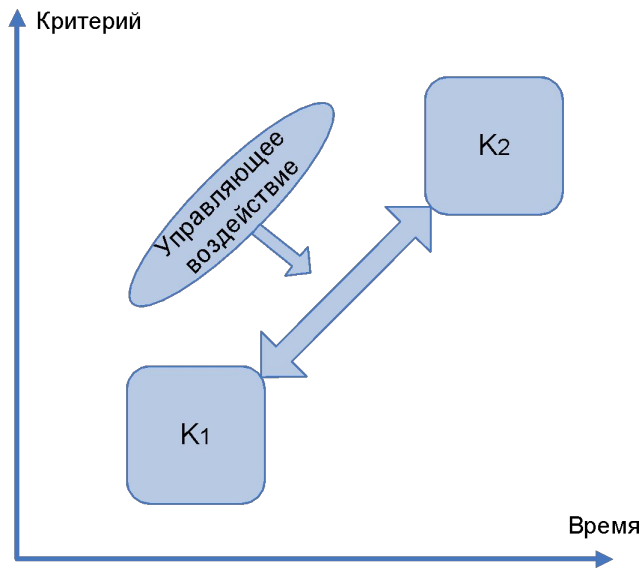 Критерий
K2
Управляющее
воздействие
K1
Время